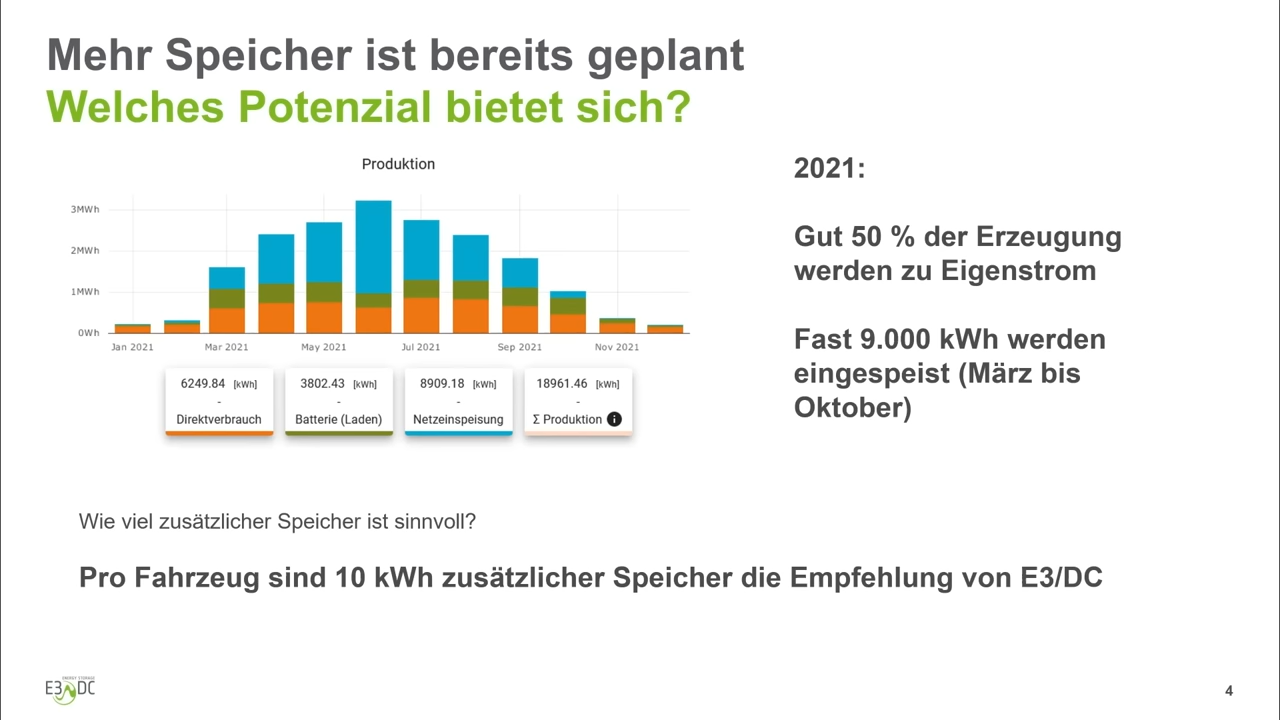 Mehr Speicher ist bereits geplant
Welches Potenzial bietet sich?
Produktion
3MWh
2MWh
1MWh
0Wh
Jan 2021 Mar 2021 May 2021 Jul 2021 Sep 2021 Nov 2021
6249.84 [kWh]
-
Direktverbrauch
3802.43 [kWh]
-
Batterie (Laden)
8909.18 [kWh]
-
Netzeinspeisung
18961.46 [kWh]
-
Σ Produktion i
2021:
Gut 50 % der Erzeugung
werden zu Eigenstrom
Fast 9.000 kWh werden
eingespeist (März bis
Oktober)
Wie viel zusätzlicher Speicher ist sinnvoll?
Pro Fahrzeug sind 10 kWh zusätzlicher Speicher die Empfehlung von E3/DC
ENERGY STORAGE
E3 DC
4